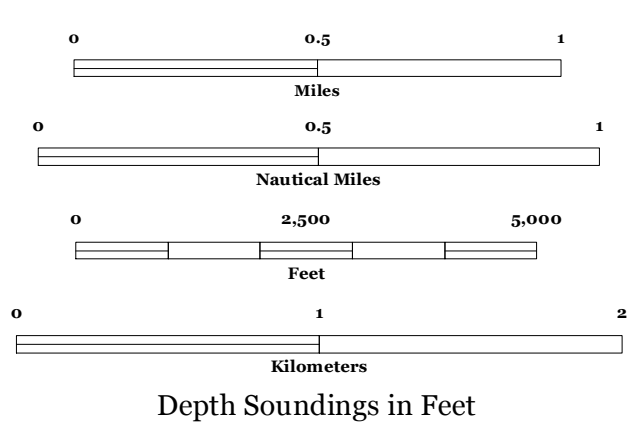 0 0.5 1
Miles
0 0.5 1
Nautical Miles
0 2,500 5,000
Feet
0 1 2
Kilometers
Depth Soundings in Feet